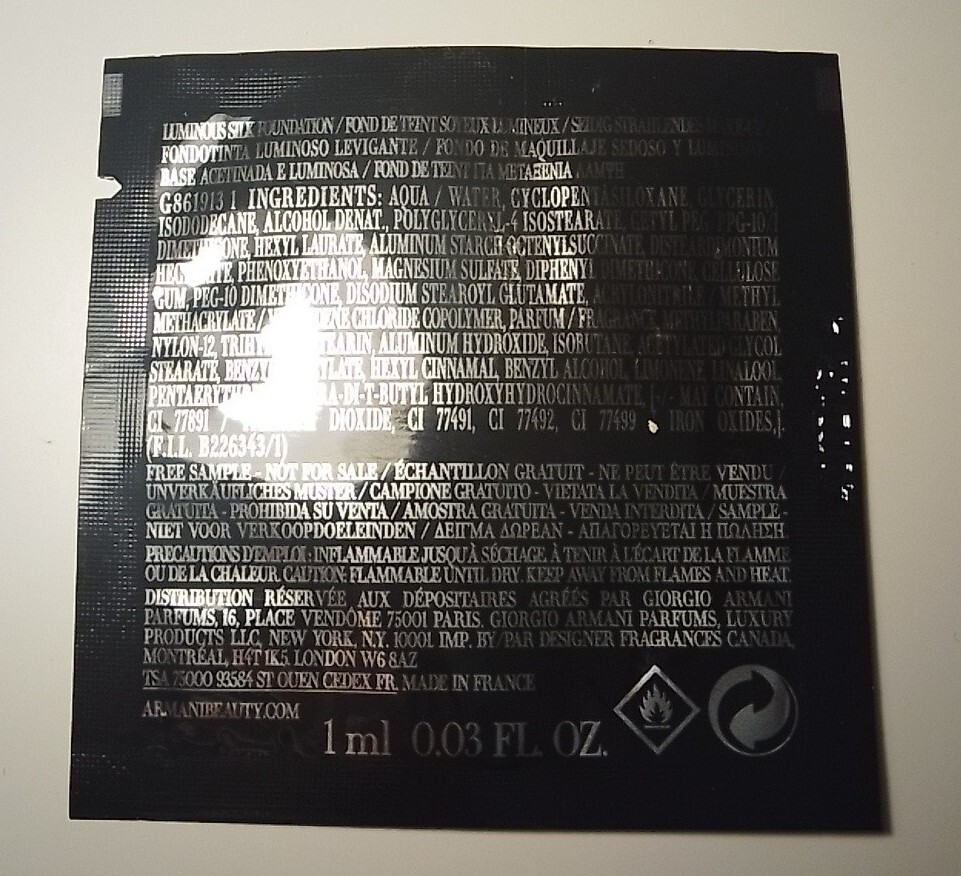 LUMINOUS SILK FOUNDATION / FOND DE TEINT SOYEUX LUMINEUX / SEIDIG STRAHLENDES
FONDOTINTA LUMINOSO LEVIGANTE / FONDO DE MAQUILLAJE SEDOSO Y
BASE ACETINADA E LUMINOSA / FOND DE TEINT ΓΙΑ ΜΕΤΑΞΕΝΙΑ ΛΑΜΨΗ
G861913 1 INGREDIENTS: AQUA / WATER, CYCLOPENTASILOXANE, GLYCERIN,
ISODODECANE, ALCOHOL DENAT., POLYGLYCERYL-4 ISOSTEARATE, CETYL PEG/PPG-10/1
DIMETHICONE, HEXYL LAURATE, ALUMINUM STARCH OCTENYLSUCCINATE, DISTEARDIMONIUM
PHENOXYETHANOL, MAGNESIUM SULFATE, DIPHENYL DIMETHICONE, CELLULOSE
GUM, PEG-10 DIMETHICONE, DISODIUM STEAROYL GLUTAMATE, ACRYLONITRILE / METHYL
METHACRYLATE / CHLORIDE COPOLYMER, PARFUM / FRAGRANCE, METHYLPARABEN,
NYLON-12, ALUMINUM HYDROXIDE, ISOBUTANE, ACETYLATED GLYCOL
STEARATE, HEXYL CINNAMAL, BENZYL ALCOHOL, LIMONENE, LINALOOL,
HYDROXYHYDROCINNAMATE, [+/- MAY CONTAIN,
CI 77891 / DIOXIDE, CI 77491, CI 77492, CI 77499 IRON OXIDES,].
(F.I.L. B226343/1)
FREE SAMPLE - NOT FOR SALE / ÉCHANTILLON GRATUIT - NE PEUT ÊTRE VENDU /
UNVERKÄUFLICHES MUSTER / CAMPIONE GRATUITO - VIETATA LA VENDITA / MUESTRA
GRATUITA - PROHIBIDA SU VENTA / AMOSTRA GRATUITA - VENDA INTERDITA / SAMPLE -
NIET VOOR VERKOOPDOELEINDEN / ΔΕΙΓΜΑ ΔΩΡΕΑΝ - ΑΠΑΓΟΡΕΥΕΤΑΙ Η ΠΩΛΗΣΗ.
PRECAUTIONS D'EMPLOI : INFLAMMABLE JUSQU'À SÉCHAGE. À TENIR À L'ÉCART DE LA FLAMME
OU DE LA CHALEUR. CAUTION: FLAMMABLE UNTIL DRY. KEEP AWAY FROM FLAMES AND HEAT.
DISTRIBUTION RÉSERVÉE AUX DÉPOSITAIRES AGRÉÉS PAR GIORGIO ARMANI
PARFUMS, 16, PLACE VENDOME 75001 PARIS. GIORGIO ARMANI PARFUMS, LUXURY
PRODUCTS LLC, NEW YORK, N.Y. 10001. IMP. BY/PAR DESIGNER FRAGRANCES CANADA,
MONTRÉAL, H4T 1K5. LONDON W6 8AZ
TSA 75000 93584 ST OUEN CEDEX FR. MADE IN FRANCE
ARMANIBEAUTY.COM
1 ml 0.03 FL. OZ.